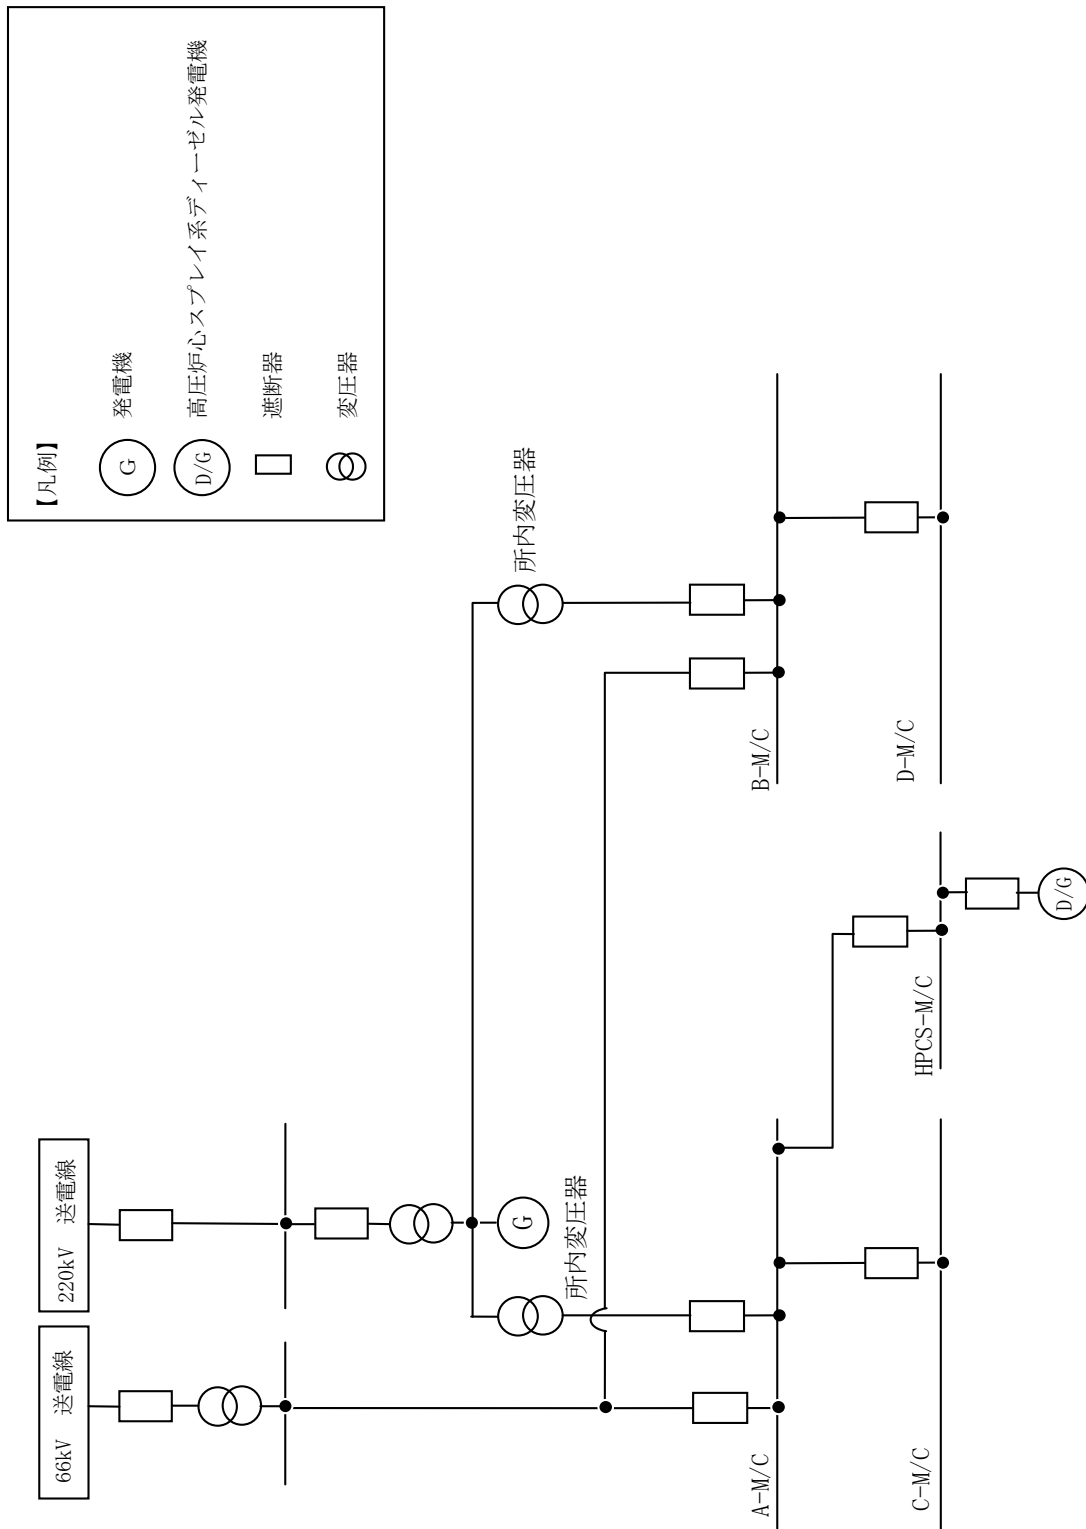 【凡例】
G 発電機
D/G 高圧炉心スプレイ系ディーゼル発電機
遮断器
変圧器
66kV 送電線
220kV 送電線
G
所内変圧器
所内変圧器
A-M/C
B-M/C
C-M/C
HPCS-M/C
D-M/C
D/G